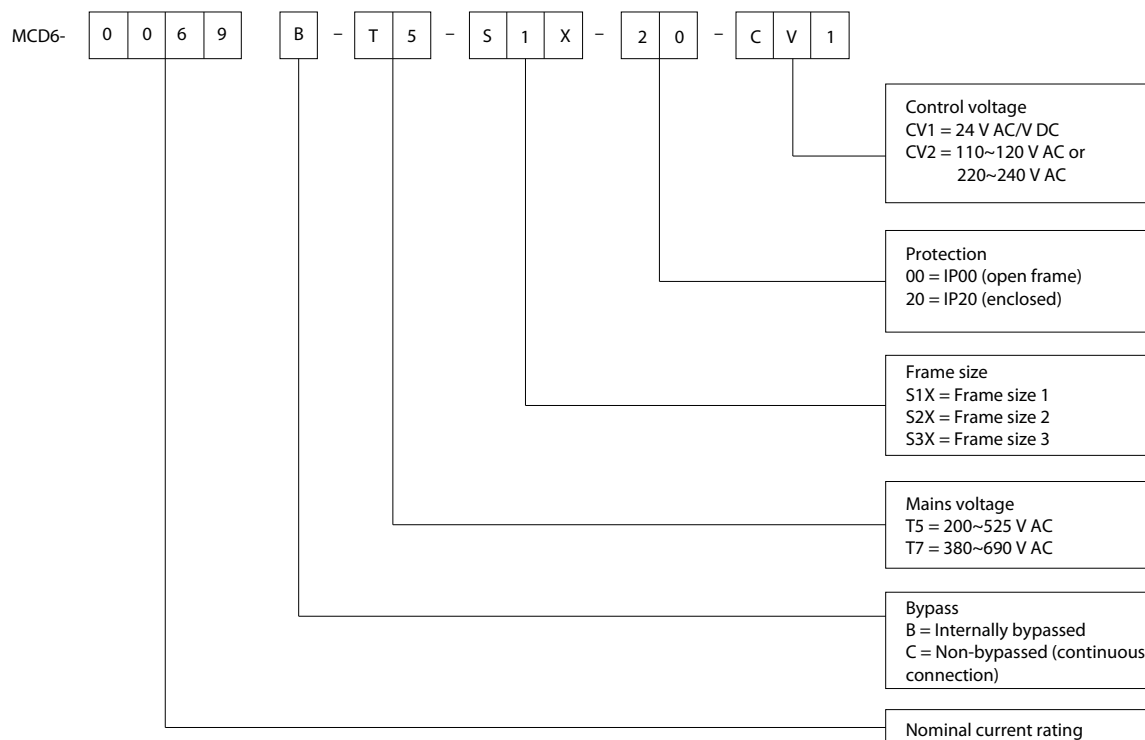 MCD6- 0 0 6 9 B – T 5 – S 1 X – 2 0 – C V 1
Control voltage
CV1 = 24 V AC/V DC
CV2 = 110~120 V AC or
220~240 V AC
Protection
00 = IP00 (open frame)
20 = IP20 (enclosed)
Frame size
S1X = Frame size 1
S2X = Frame size 2
S3X = Frame size 3
Mains voltage
T5 = 200~525 V AC
T7 = 380~690 V AC
Bypass
B = Internally bypassed
C = Non-bypassed (continuous
connection)
Nominal current rating